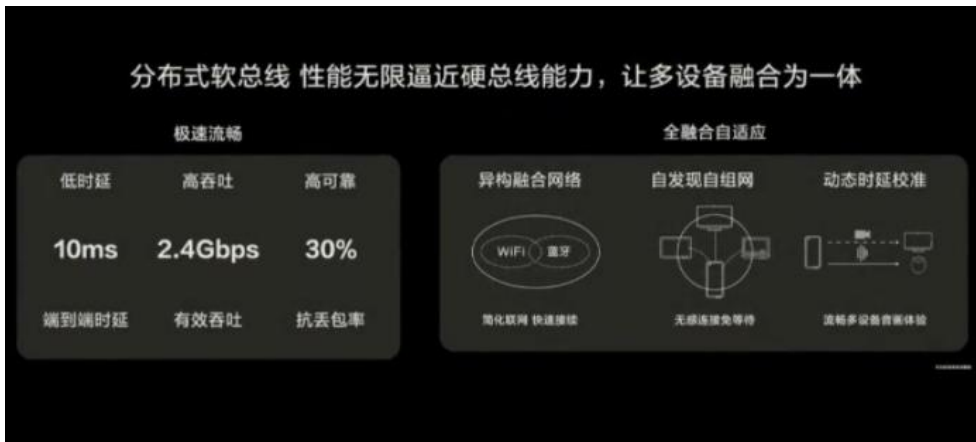 分布式软总线 性能无限逼近硬总线能力，让多设备融合为一体
极速流畅
低时延 高吞吐 高可靠
10ms 2.4Gbps 30%
端到端时延 有效吞吐 抗丢包率
全融合自适应
异构融合网络 自发现自组网 动态时延校准
WiFi 蓝牙
简化联网 快速接续 无感连接免等待 流畅多设备音画体验